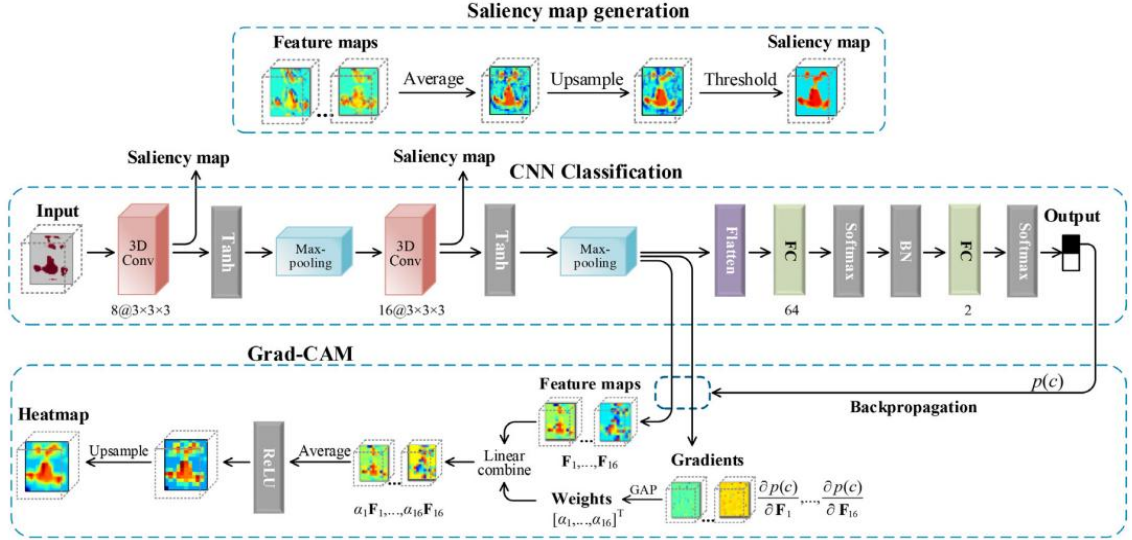 Saliency map generation
Feature maps
Saliency map
Average
Upsample
Threshold
...
Saliency map
Saliency map
CNN Classification
Input
Output
3D
Conv
Tanh
Max-
pooling
3D
Conv
Tanh
Max-
pooling
Flatten
FC
Softmax
BN
FC
Softmax
8@3×3×3
16@3×3×3
64
2
Grad-CAM
p(c)
Backpropagation
Feature maps
Heatmap
Upsample
ReLU
Average
...
Linear
combine
...
F₁,...,F₁₆
Gradients
α₁F₁,...,α₁₆F₁₆
Weights
[α₁,...,α₁₆]ᵀ
GAP
...
∂p(c)/∂F₁,...,∂p(c)/∂F₁₆